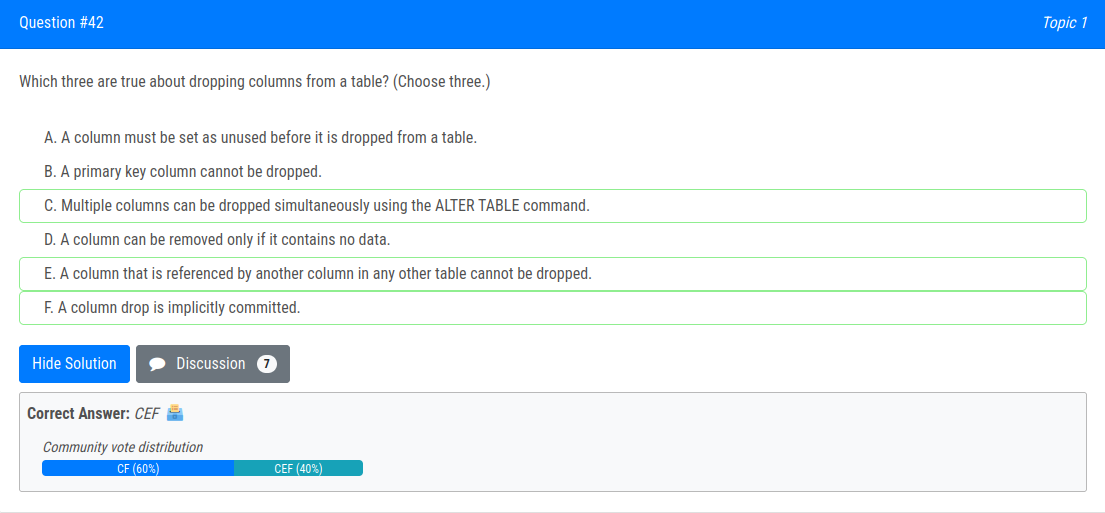 Question #42
Topic 1
Which three are true about dropping columns from a table? (Choose three.)
A. A column must be set as unused before it is dropped from a table.
B. A primary key column cannot be dropped.
C. Multiple columns can be dropped simultaneously using the ALTER TABLE command.
D. A column can be removed only if it contains no data.
E. A column that is referenced by another column in any other table cannot be dropped.
F. A column drop is implicitly committed.
Hide Solution
Discussion 7
Correct Answer: CEF
Community vote distribution
CF (60%)
CEF (40%)